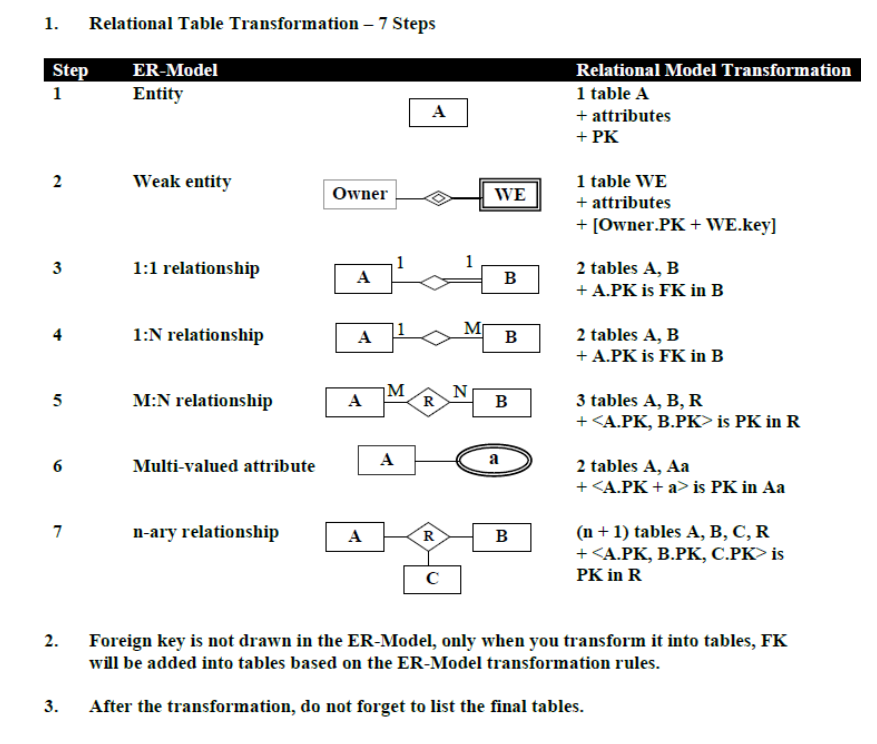 1. Relational Table Transformation – 7 Steps
Step ER-Model Relational Model Transformation
1 Entity A 1 table A
+ attributes
+ PK
2 Weak entity Owner WE 1 table WE
+ attributes
+ [Owner.PK + WE.key]
3 1:1 relationship A 1 1 B 2 tables A, B
+ A.PK is FK in B
4 1:N relationship A 1 M B 2 tables A, B
+ A.PK is FK in B
5 M:N relationship A M R N B 3 tables A, B, R
+ <A.PK, B.PK> is PK in R
6 Multi-valued attribute A a 2 tables A, Aa
+ <A.PK + a> is PK in Aa
7 n-ary relationship A R B (n + 1) tables A, B, C, R
+ <A.PK, B.PK, C.PK> is
C PK in R
2. Foreign key is not drawn in the ER-Model, only when you transform it into tables, FK
will be added into tables based on the ER-Model transformation rules.
3. After the transformation, do not forget to list the final tables.